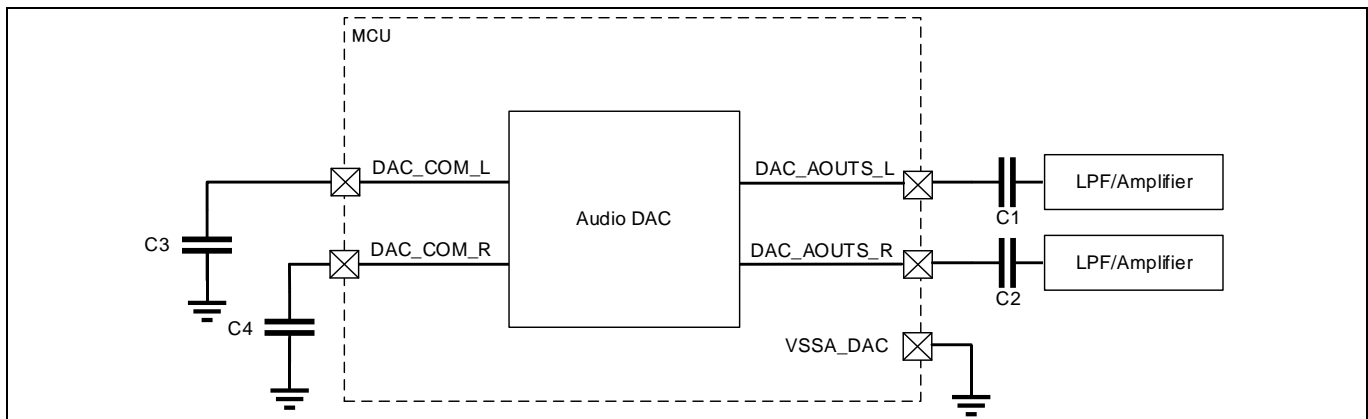 MCU
DAC_COM_L
DAC_AOUTS_L
LPF/Amplifier
C1
Audio DAC
C3
DAC_COM_R
DAC_AOUTS_R
LPF/Amplifier
C2
C4
VSSA_DAC